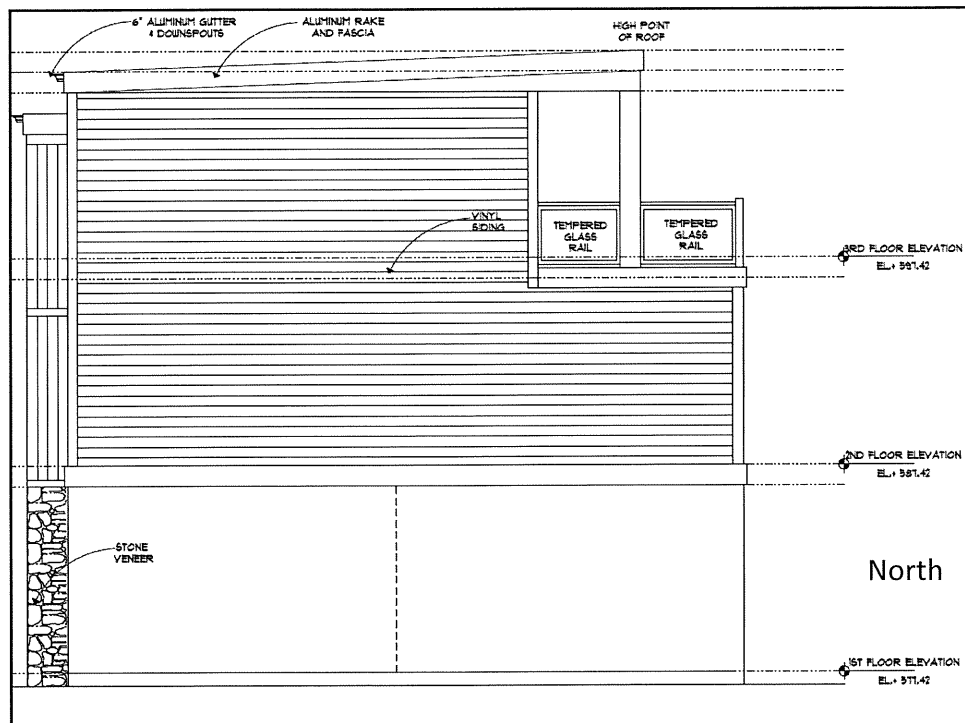 6" ALUMINUM GUTTER
& DOWNSPOUTS
ALUMINUM RAKE
AND FASCIA
HIGH POINT
OF ROOF
VINYL
SIDING
TEMPERED
GLASS
RAIL
TEMPERED
GLASS
RAIL
3RD FLOOR ELEVATION
EL.+ 597.42
2ND FLOOR ELEVATION
EL.+ 587.42
STONE
VENEER
North
1ST FLOOR ELEVATION
EL.+ 577.42